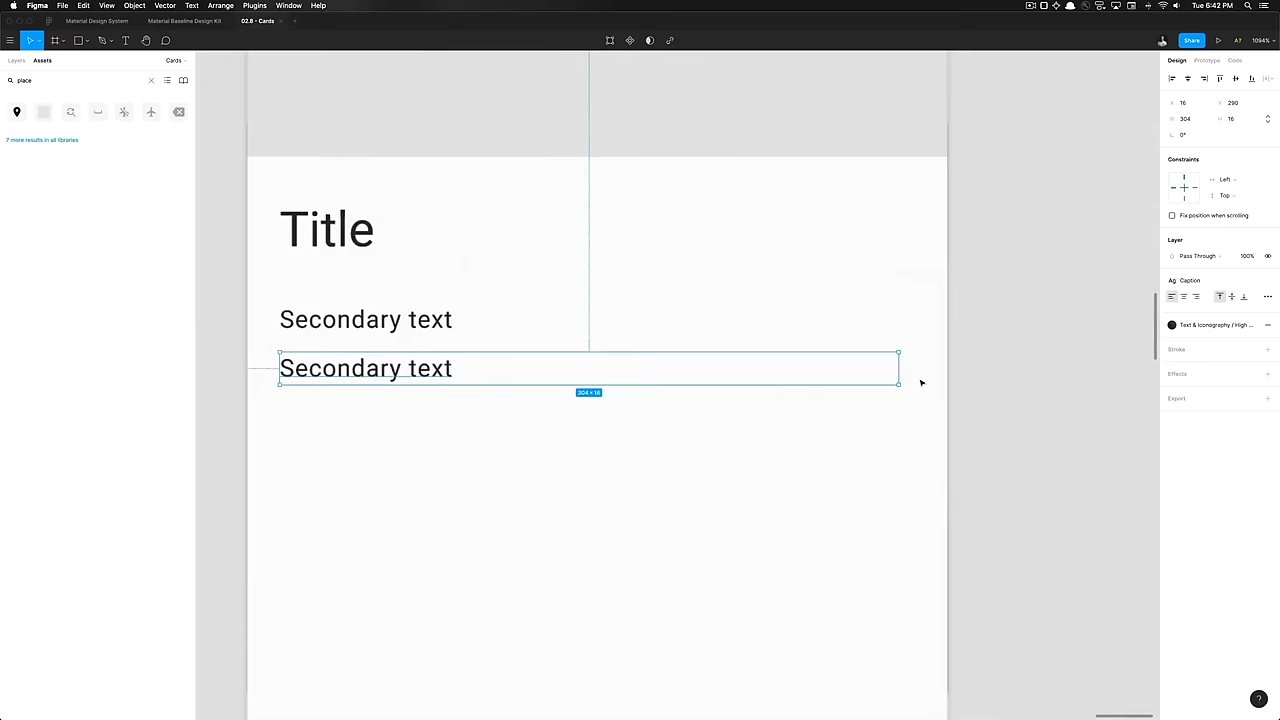 Figma File Edit View Object Vector Text Arrange Plugins Window Help
Tue 6:42 PM
Material Design System
Material Baseline Design Kit
02.8 - Cards
Share
A?
1094%
Layers
Assets
Cards
place
7 more results in all libraries
Title
Secondary text
Secondary text
304 × 16
Design
Prototype
Code
X 16
Y 290
W 304
H 16
0°
Constraints
Left
Top
Fix position when scrolling
Layer
Pass Through
100%
Ag Caption
Text & Iconography / High ...
Stroke
Effects
Export
?